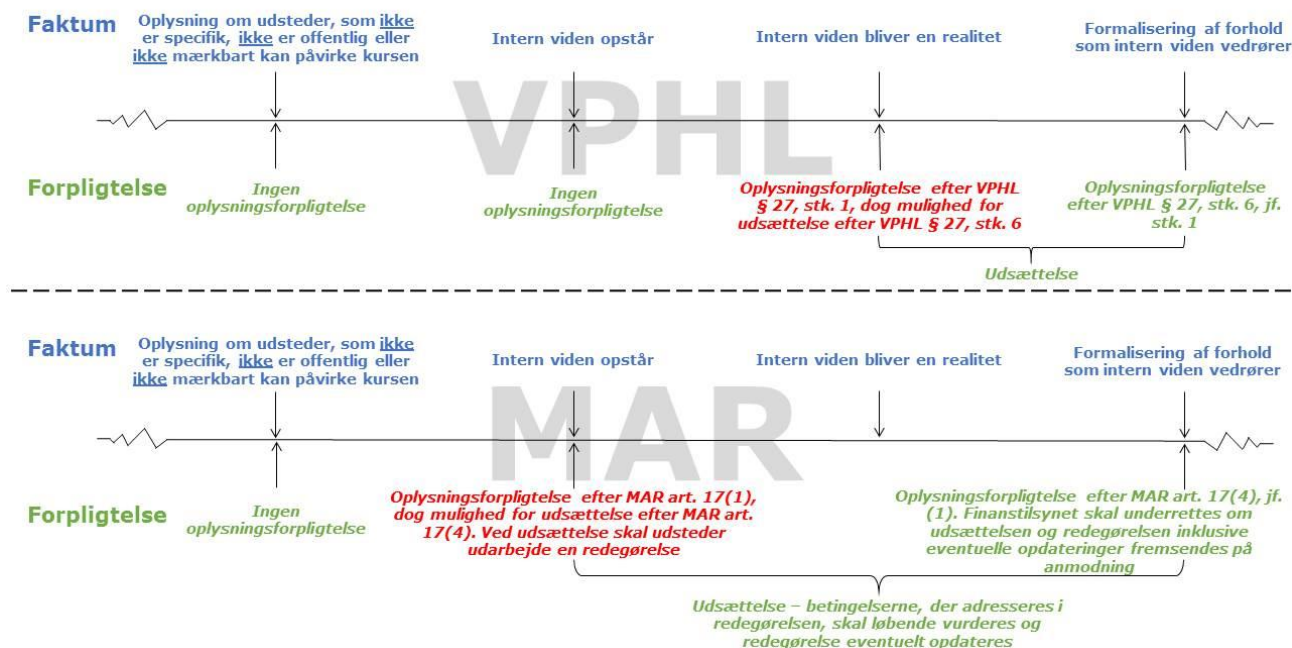 Faktum
Oplysning om udsteder, som ikke
er specifik, ikke er offentlig eller
ikke mærkbart kan påvirke kursen
Intern viden opstår
Intern viden bliver en realitet
Formalisering af forhold
som intern viden vedrører
VPHL
Forpligtelse
Ingen
oplysningsforpligtelse
Ingen
oplysningsforpligtelse
Oplysningsforpligtelse efter VPHL
§ 27, stk. 1, dog mulighed for
udsættelse efter VPHL § 27, stk. 6
Oplysningsforpligtelse
efter VPHL § 27, stk. 6, jf.
stk. 1
Udsættelse
Faktum
Oplysning om udsteder, som ikke
er specifik, ikke er offentlig eller
ikke mærkbart kan påvirke kursen
Intern viden opstår
Intern viden bliver en realitet
Formalisering af forhold
som intern viden vedrører
MAR
Forpligtelse
Ingen
oplysningsforpligtelse
Oplysningsforpligtelse efter MAR art. 17(1),
dog mulighed for udsættelse efter MAR art.
17(4). Ved udsættelse skal udsteder
udarbejde en redegørelse
Oplysningsforpligtelse efter MAR art. 17(4), jf.
(1). Finanstilsynet skal underrettes om
udsættelsen og redegørelsen inklusive
eventuelle opdateringer fremsendes på
anmodning
Udsættelse – betingelserne, der adresseres i
redegørelsen, skal løbende vurderes og
redegørelse eventuelt opdateres